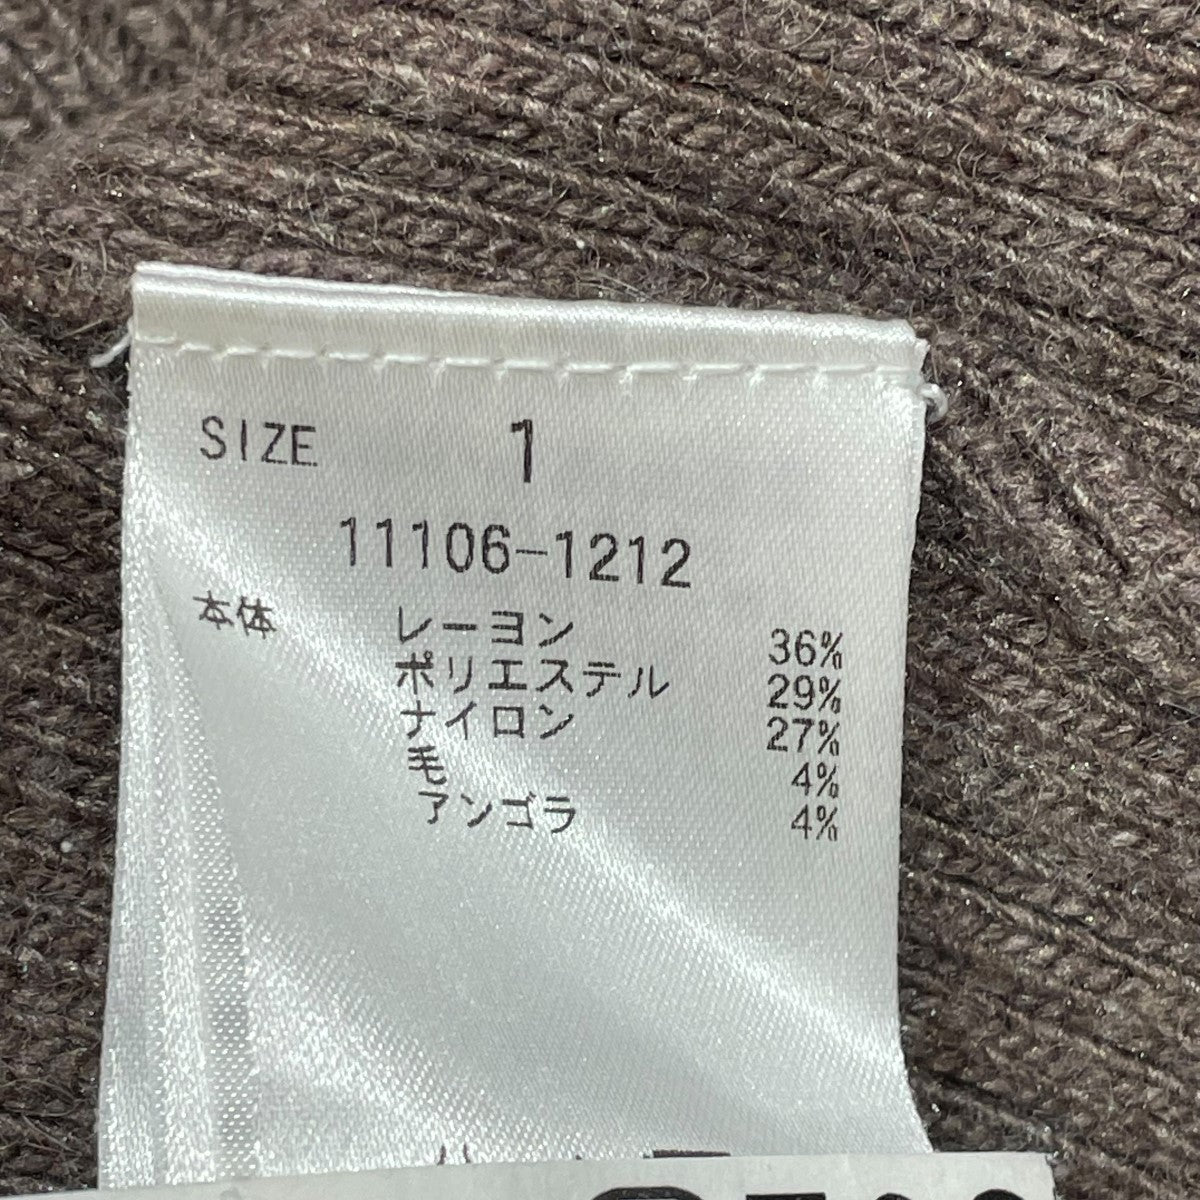 SIZE 1
11106-1212
本体 レーヨン 36%
ポリエステル 29%
ナイロン 27%
毛 4%
アンゴラ 4%